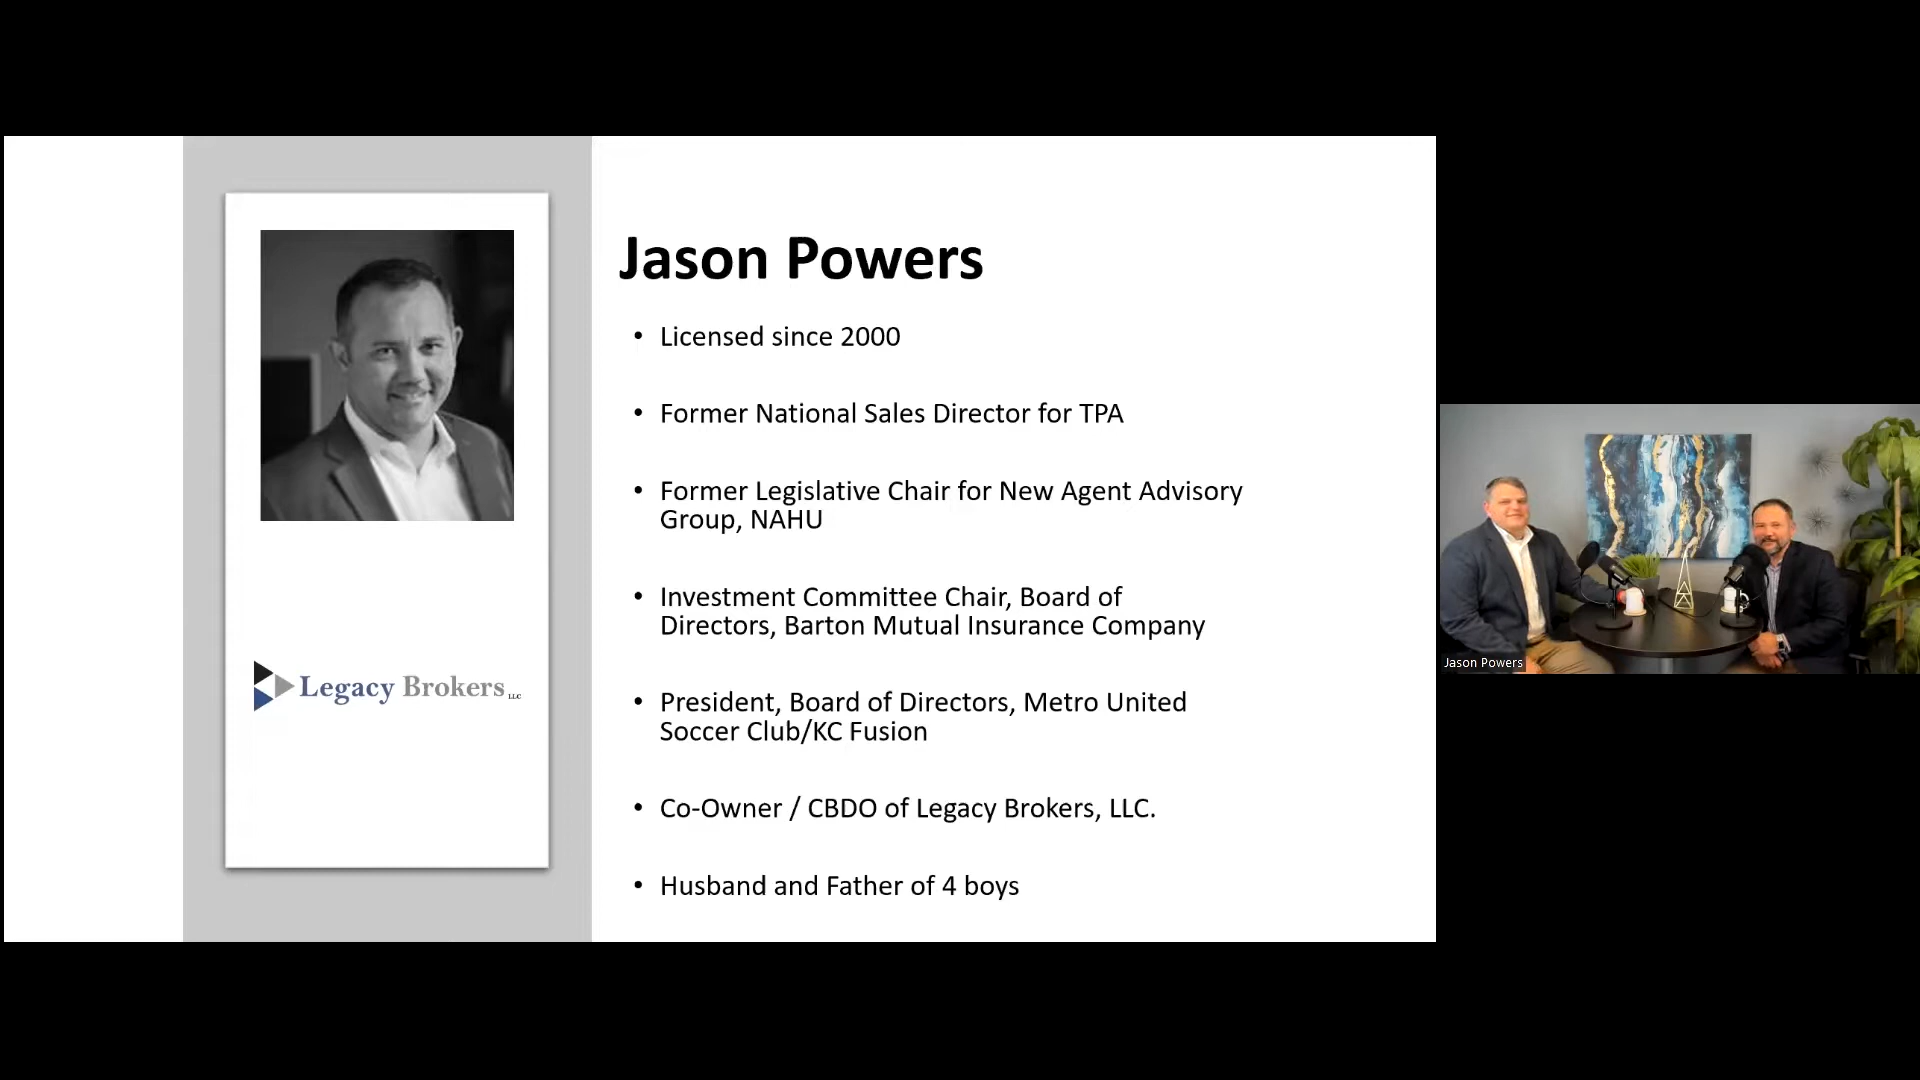 Jason Powers
• Licensed since 2000
• Former National Sales Director for TPA
• Former Legislative Chair for New Agent Advisory
Group, NAHU
• Investment Committee Chair, Board of
Directors, Barton Mutual Insurance Company
• President, Board of Directors, Metro United
Soccer Club/KC Fusion
• Co-Owner / CBDO of Legacy Brokers, LLC.
• Husband and Father of 4 boys
Legacy Brokers LLC
Jason Powers